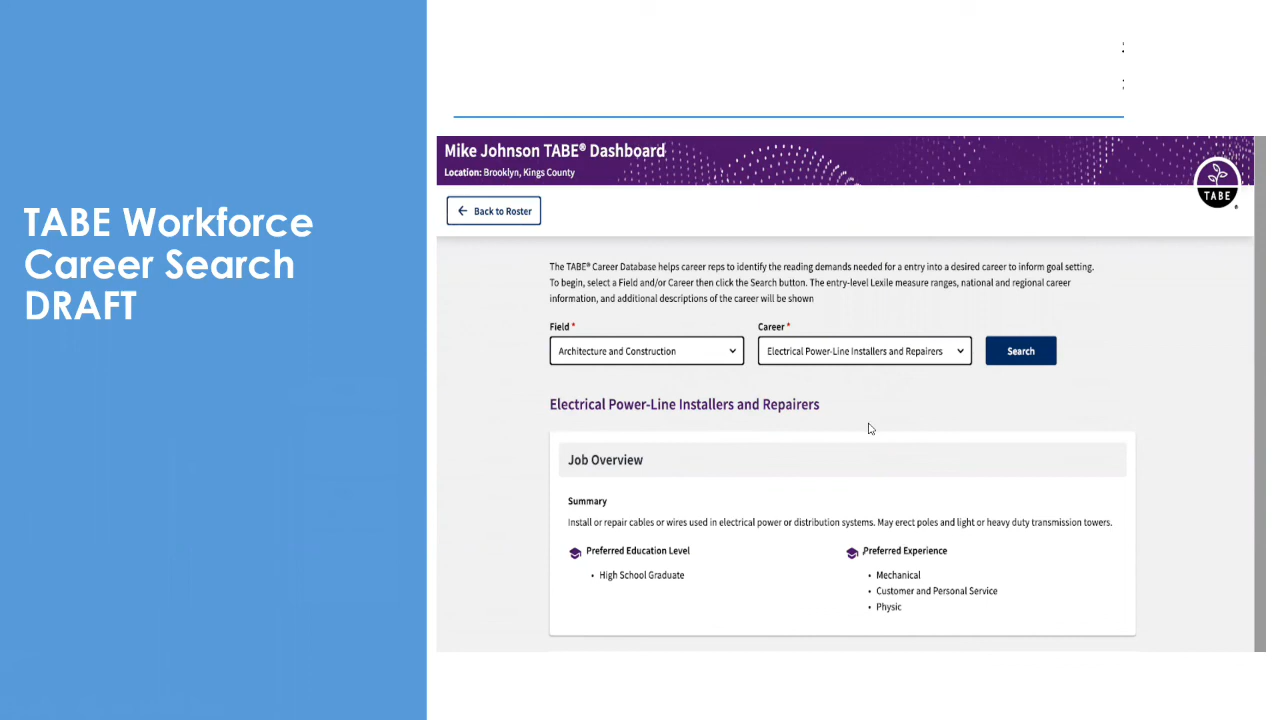 TABE Workforce
Career Search
DRAFT
Mike Johnson TABE® Dashboard
Location: Brooklyn, Kings County
TABE
®
Back to Roster
The TABE® Career Database helps career reps to identify the reading demands needed for a entry into a desired career to inform goal setting.
To begin, select a Field and/or Career then click the Search button. The entry-level Lexile measure ranges, national and regional career
information, and additional descriptions of the career will be shown
Field *
Career *
Architecture and Construction
Electrical Power-Line Installers and Repairers
Search
Electrical Power-Line Installers and Repairers
Job Overview
Summary
Install or repair cables or wires used in electrical power or distribution systems. May erect poles and light or heavy duty transmission towers.
Preferred Education Level
• High School Graduate
Preferred Experience
• Mechanical
• Customer and Personal Service
• Physic